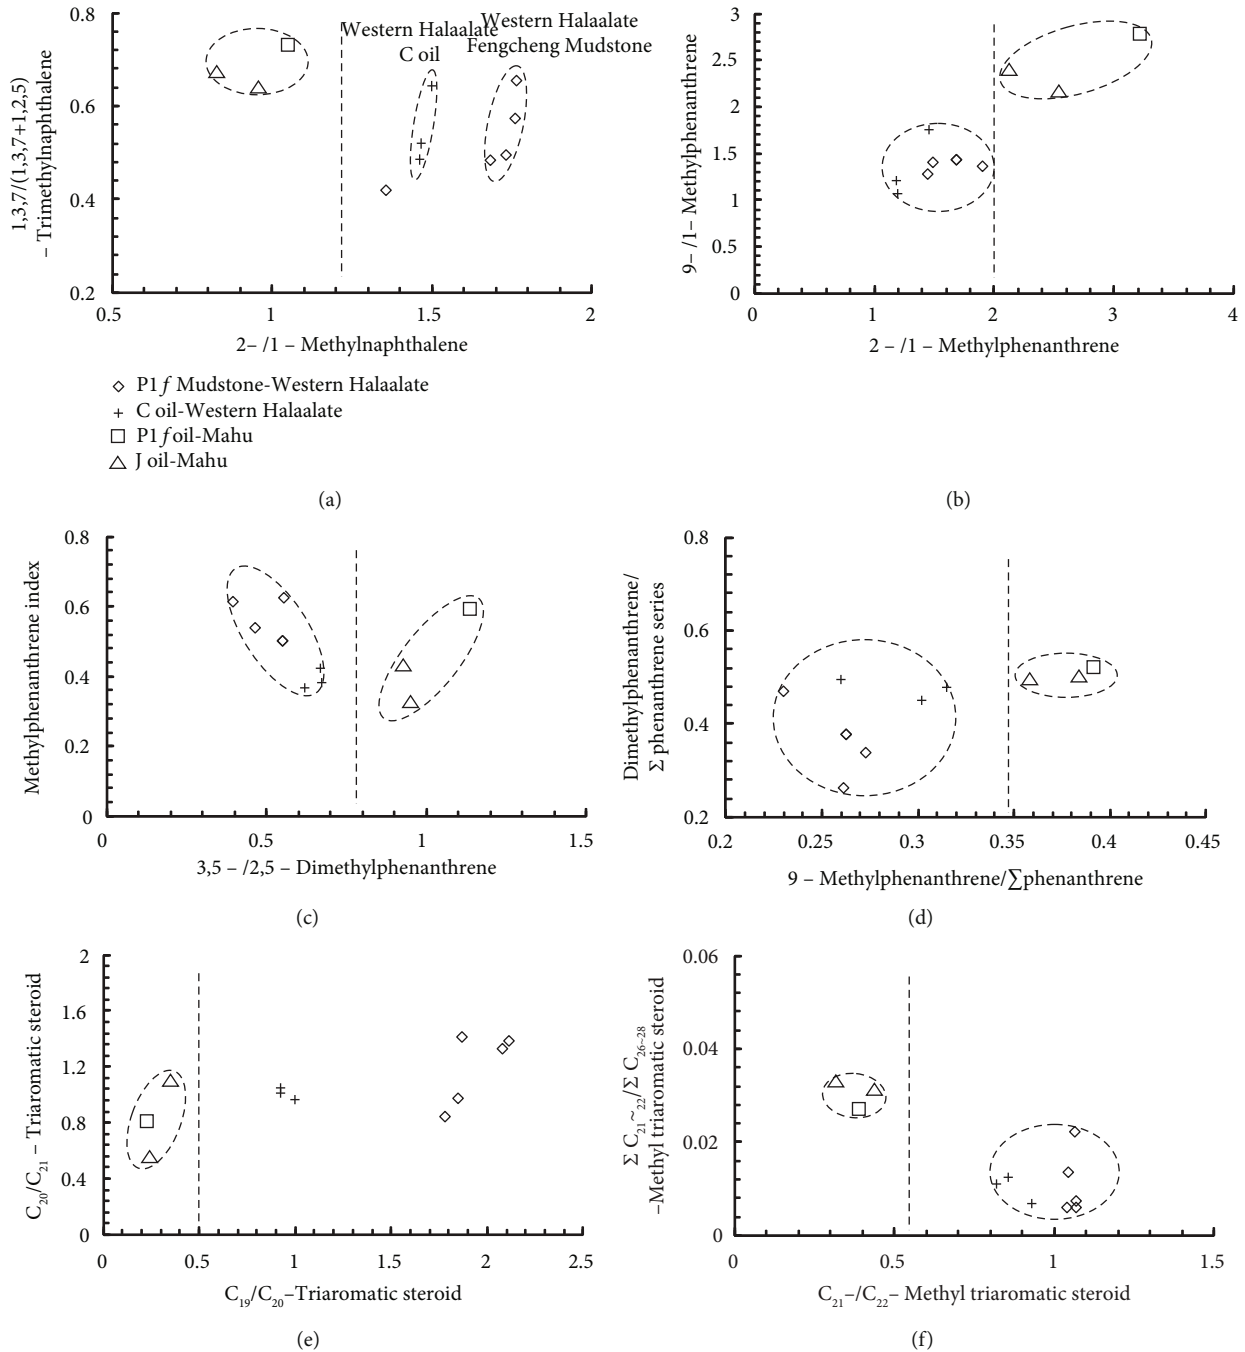 0.8
0.6
0.4
0.2
1,3,7/(1,3,7+1,2,5)
– Trimethylnaphthalene
Western Halaalate
C oil
Western Halaalate
Fengcheng Mudstone
0.5
1
1.5
2
2– /1 – Methylnaphthalene
◇ P1f Mudstone-Western Halaalate
+ C oil-Western Halaalate
□ P1f oil-Mahu
△ J oil-Mahu
(a)
3
2.5
2
1.5
1
0.5
0
9– /1– Methylphenanthrene
0
1
2
3
4
2 – /1 – Methylphenanthrene
(b)
0.8
0.6
0.4
0.2
0
Methylphenanthrene index
0
0.5
1
1.5
3,5 – /2,5 – Dimethylphenanthrene
(c)
0.8
0.6
0.4
0.2
Dimethylphenanthrene/
Σ phenanthrene series
0.2
0.25
0.3
0.35
0.4
0.45
9 – Methylphenanthrene/∑phenanthrene
(d)
2
1.6
1.2
0.8
0.4
0
C20/C21 – Triaromatic steroid
0
0.5
1
1.5
2
2.5
C19/C20–Triaromatic steroid
(e)
0.06
0.04
0.02
0
Σ C21~22/Σ C26~28
–Methyl triaromatic steroid
0
0.5
1
1.5
C21–/C22– Methyl triaromatic steroid
(f)